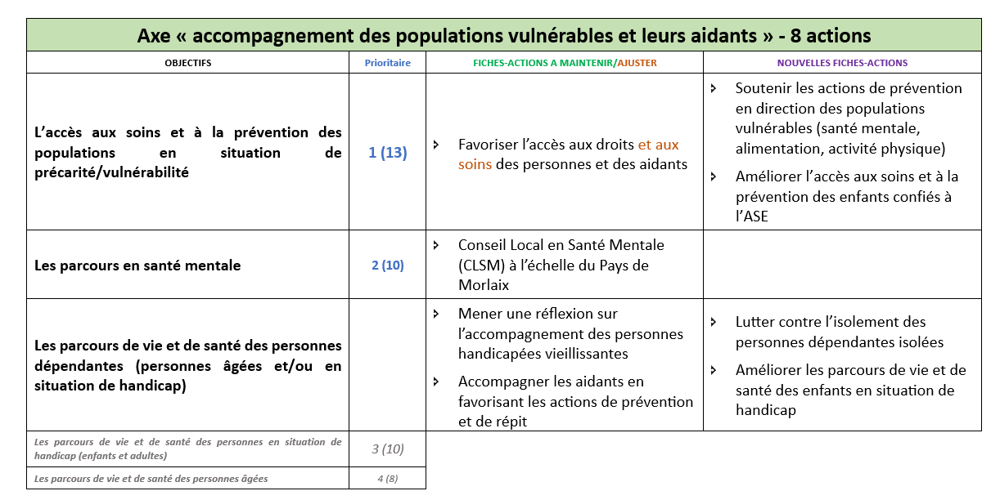 Axe « accompagnement des populations vulnérables et leurs aidants » - 8 actions
OBJECTIFS
Prioritaire
FICHES-ACTIONS A MAINTENIR/AJUSTER
NOUVELLES FICHES-ACTIONS
L’accès aux soins et à la prévention des
populations en situation de
précarité/vulnérabilité
1 (13)
Favoriser l’accès aux droits et aux
soins des personnes et des aidants
Soutenir les actions de prévention
en direction des populations
vulnérables (santé mentale,
alimentation, activité physique)
Améliorer l’accès aux soins et à la
prévention des enfants confiés à
l’ASE
Les parcours en santé mentale
2 (10)
Conseil Local en Santé Mentale
(CLSM) à l’échelle du Pays de
Morlaix
Les parcours de vie et de santé des personnes
dépendantes (personnes âgées et/ou en
situation de handicap)
Mener une réflexion sur
l’accompagnement des personnes
handicapées vieillissantes
Accompagner les aidants en
favorisant les actions de prévention
et de répit
Lutter contre l’isolement des
personnes dépendantes isolées
Améliorer les parcours de vie et de
santé des enfants en situation de
handicap
Les parcours de vie et de santé des personnes en situation de
handicap (enfants et adultes)
3 (10)
Les parcours de vie et de santé des personnes âgées
4 (8)